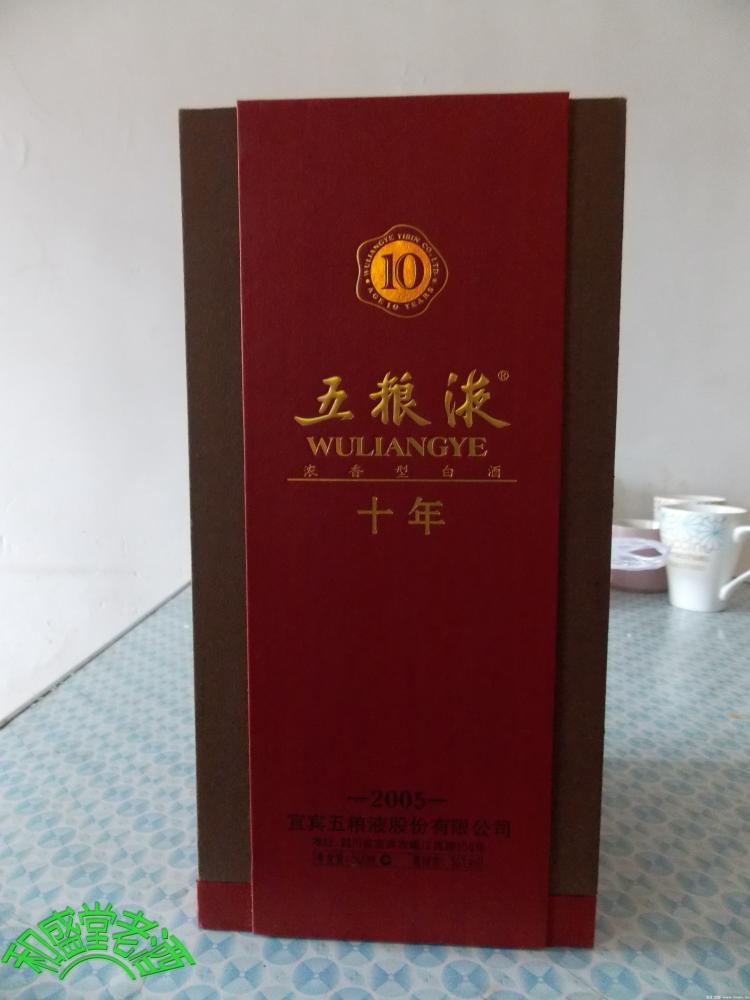 WULIANGYE YIBIN CO., LTD.
10
AGE 10 YEARS
五粮液®
WULIANGYE
浓香型白酒
十年
—2005—
宜宾五粮液股份有限公司
和盛堂老酒